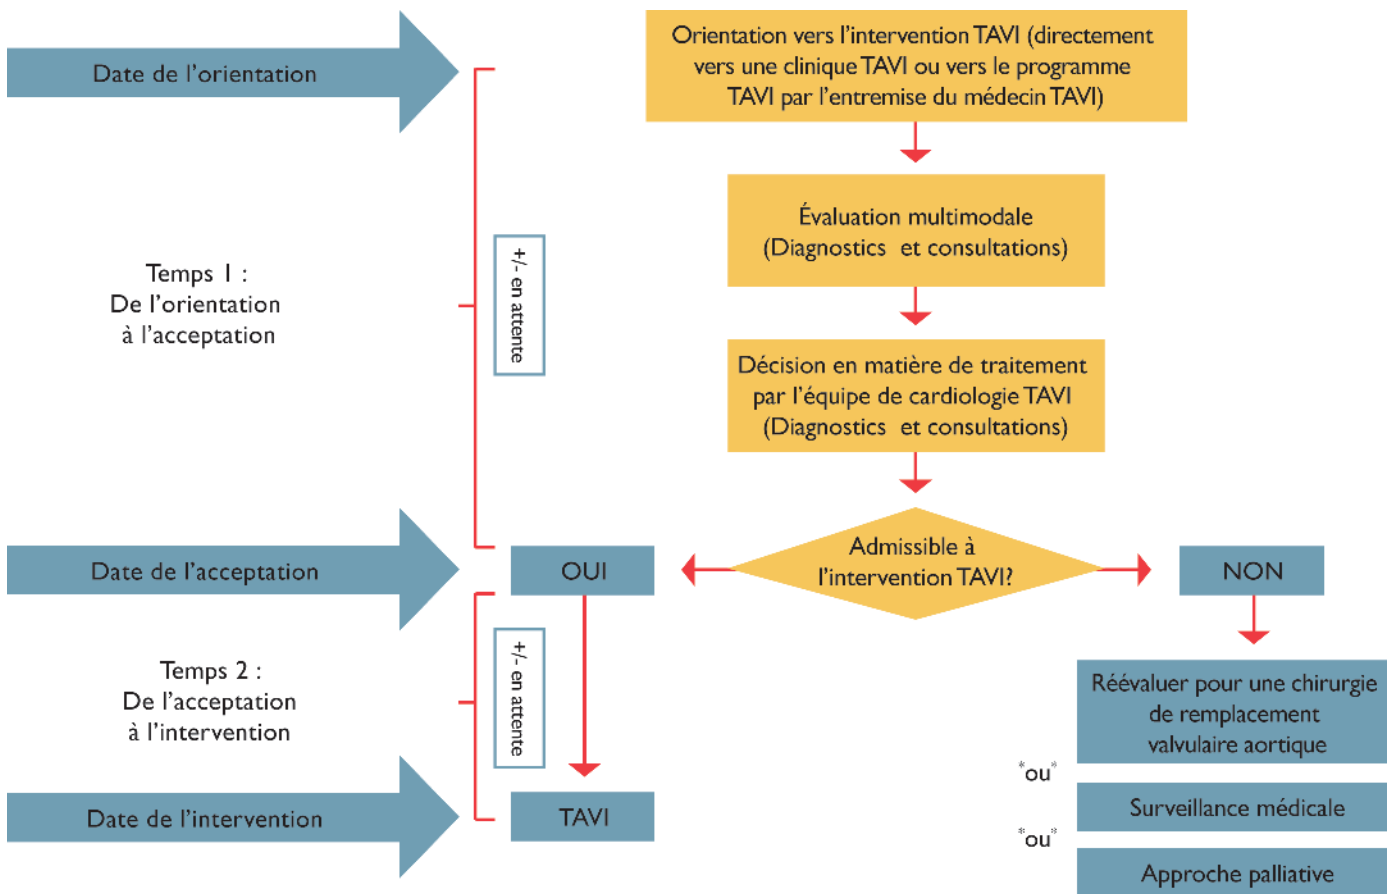 Date de l'orientation
Orientation vers l'intervention TAVI (directement
vers une clinique TAVI ou vers le programme
TAVI par l'entremise du médecin TAVI)
Évaluation multimodale
(Diagnostics et consultations)
Temps 1 :
De l'orientation
à l'acceptation
+/- en attente
Décision en matière de traitement
par l'équipe de cardiologie TAVI
(Diagnostics et consultations)
Date de l'acceptation
OUI
Admissible à
l'intervention TAVI?
NON
Temps 2 :
De l'acceptation
à l'intervention
+/- en attente
Réévaluer pour une chirurgie
de remplacement
valvulaire aortique
*ou*
Date de l'intervention
TAVI
Surveillance médicale
*ou*
Approche palliative